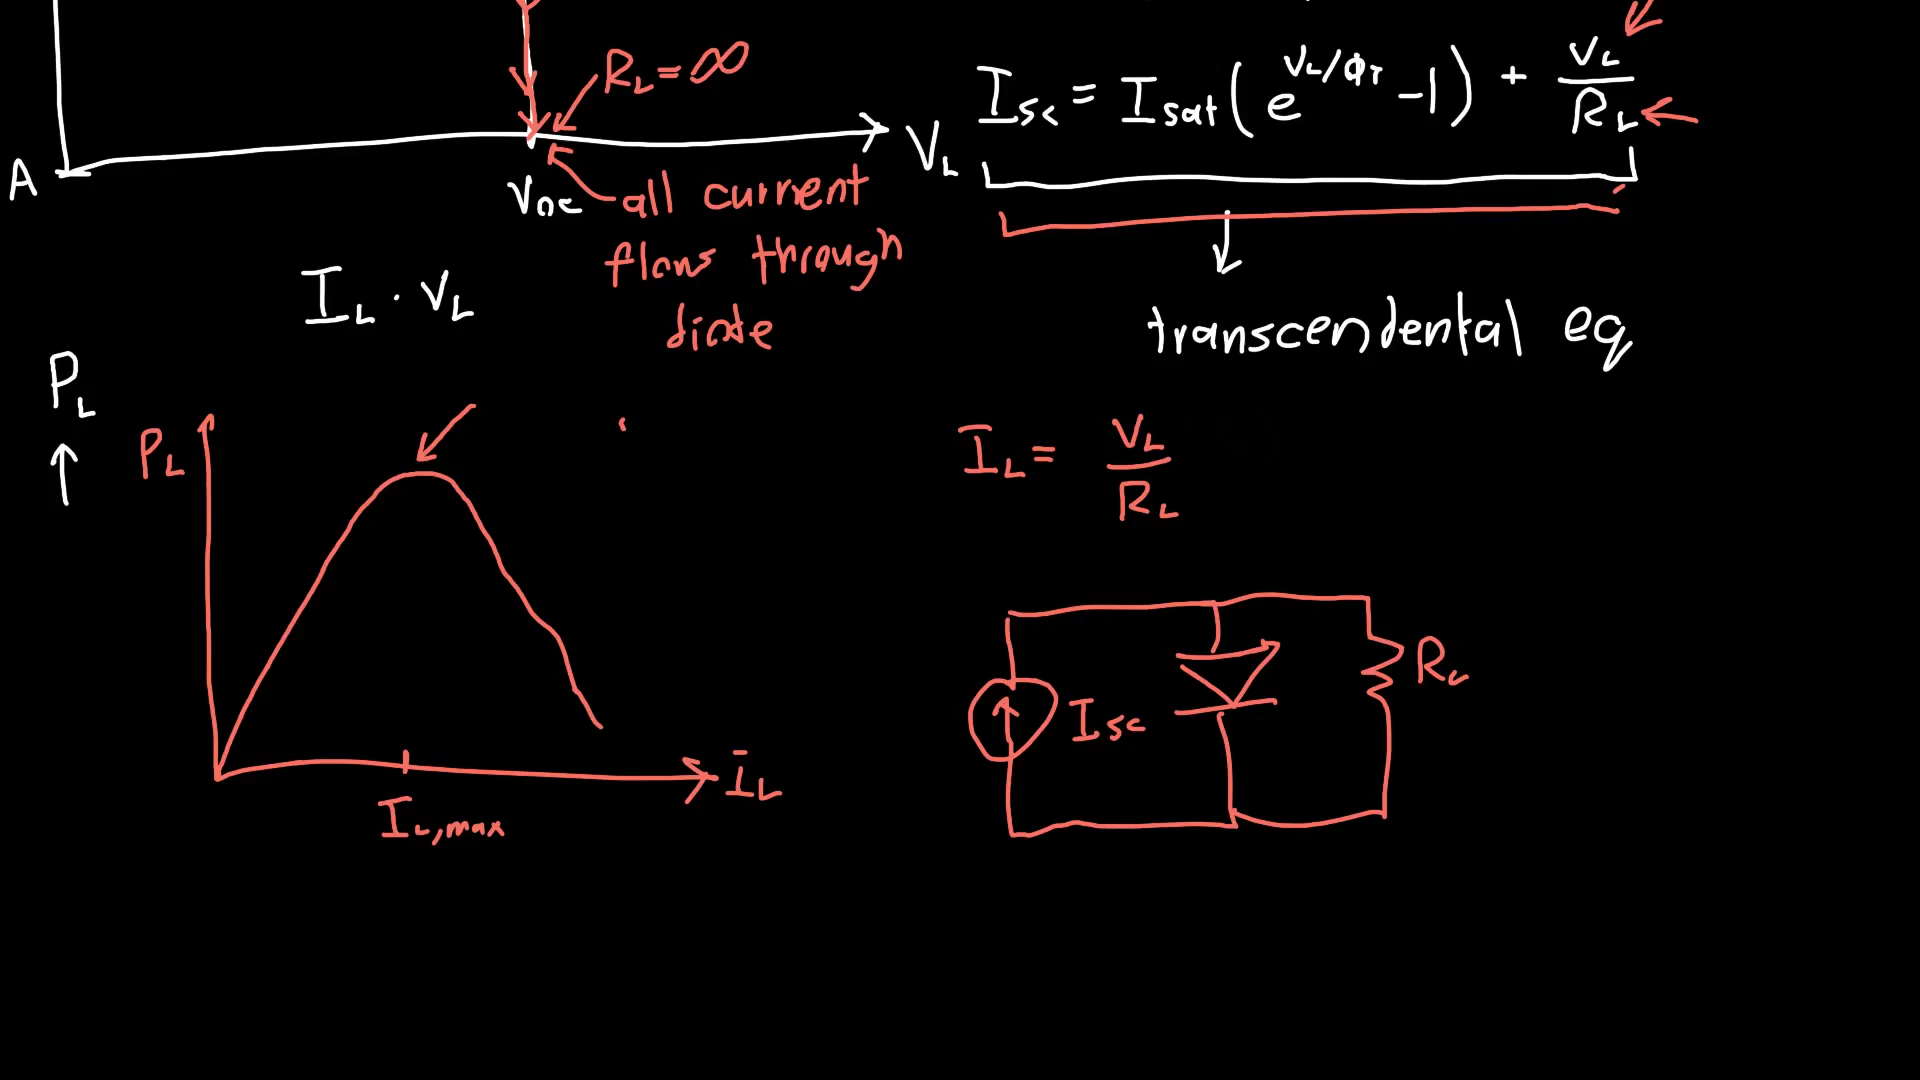 R_L = ∞
I_sc = I_sat (e^{V_L/φ_T} - 1) + V_L/R_L
A
V_L
V_oc
all current
flows through
diode
I_L · V_L
transcendental eq
P_L
P_L
I_L = V_L/R_L
R_L
I_sc
I_L
I_L,max